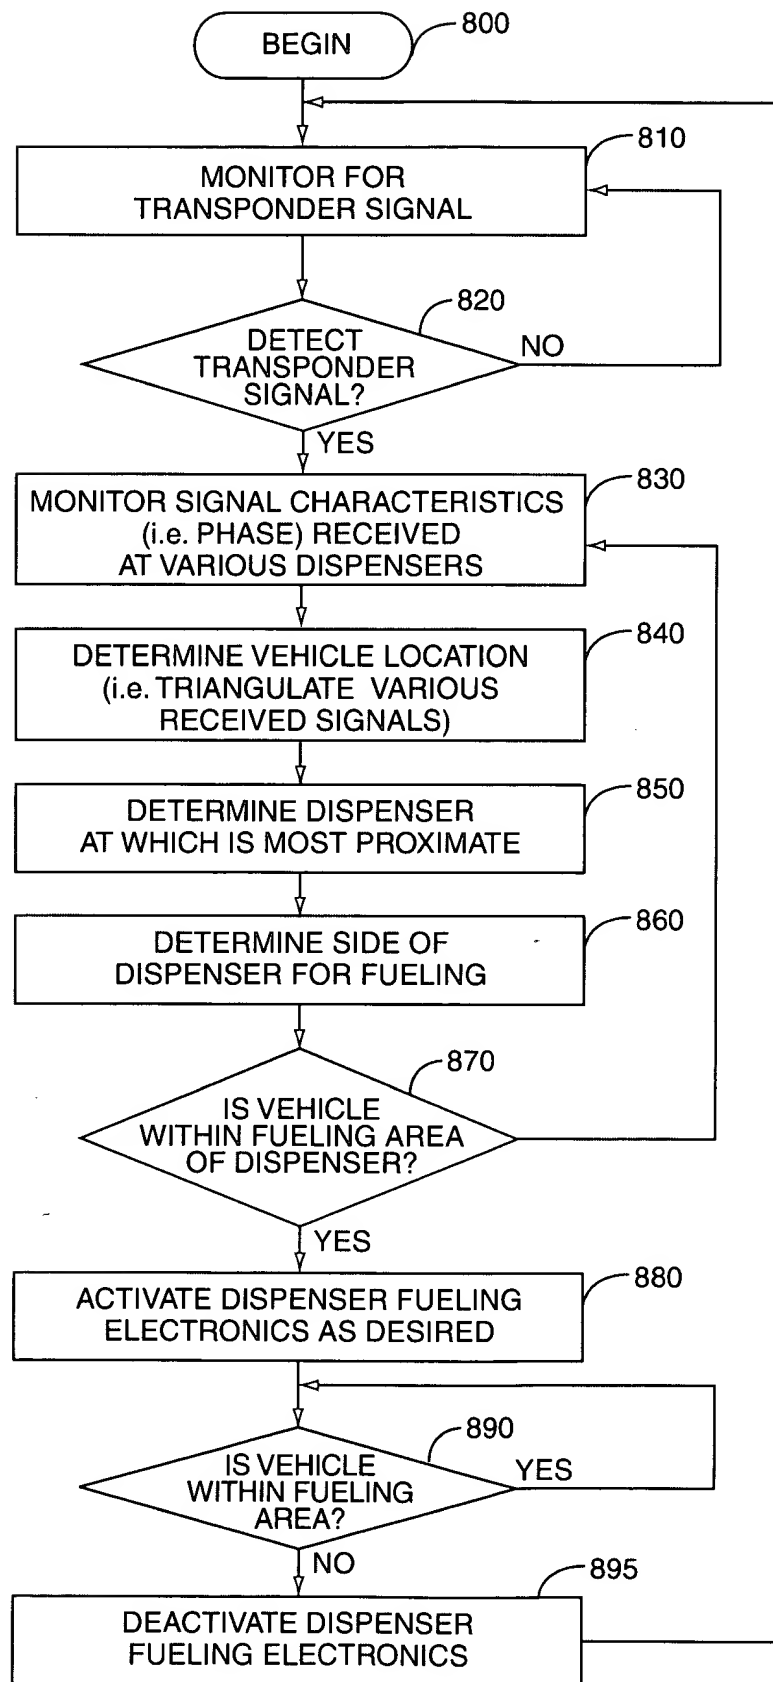 BEGIN
800
810
MONITOR FOR
TRANSPONDER SIGNAL
820
DETECT
TRANSPONDER
SIGNAL?
NO
YES
830
MONITOR SIGNAL CHARACTERISTICS
(i.e. PHASE) RECEIVED
AT VARIOUS DISPENSERS
840
DETERMINE VEHICLE LOCATION
(i.e. TRIANGULATE VARIOUS
RECEIVED SIGNALS)
850
DETERMINE DISPENSER
AT WHICH IS MOST PROXIMATE
860
DETERMINE SIDE OF
DISPENSER FOR FUELING
870
IS VEHICLE
WITHIN FUELING AREA
OF DISPENSER?
YES
880
ACTIVATE DISPENSER FUELING
ELECTRONICS AS DESIRED
890
IS VEHICLE
WITHIN FUELING
AREA?
YES
NO
895
DEACTIVATE DISPENSER
FUELING ELECTRONICS